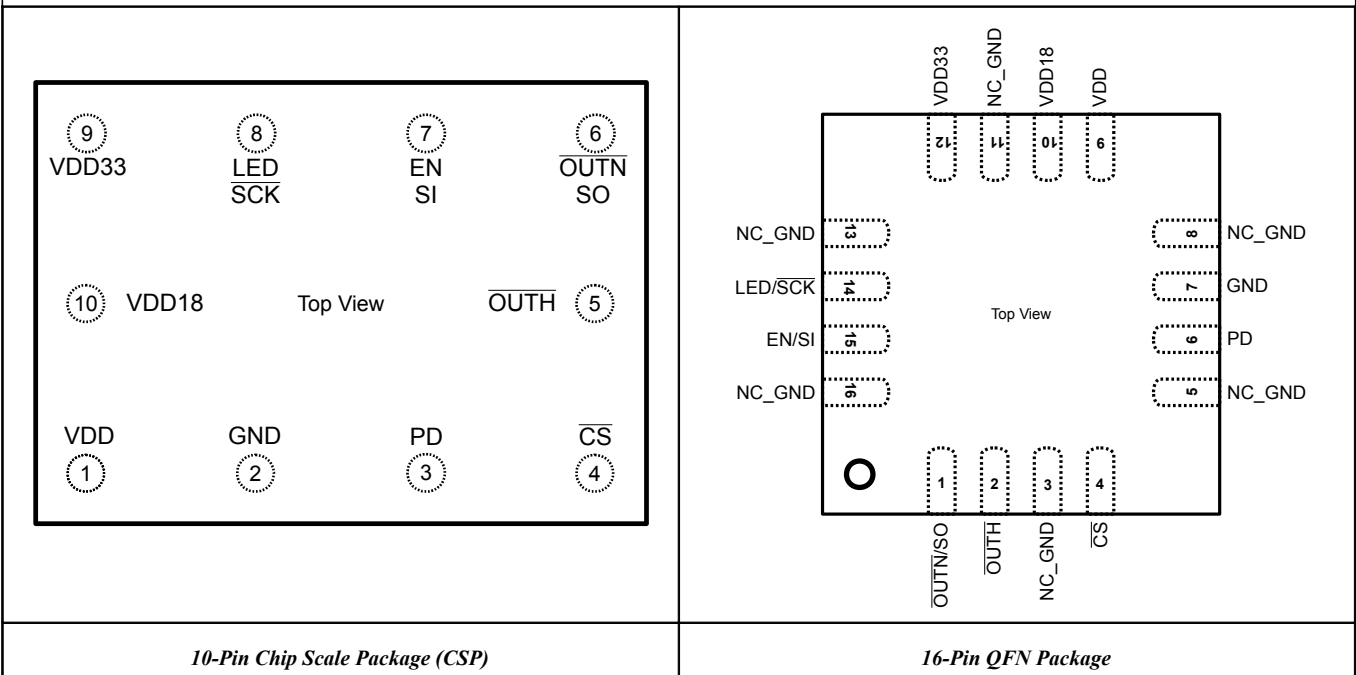 9
8
7
6
VDD33
LED
EN
OUTN
SCK
SI
SO
10
VDD18
Top View
OUTH
5
VDD
GND
PD
CS
1
2
3
4
10-Pin Chip Scale Package (CSP)
VDD33
NC_GND
VDD18
VDD
12
11
10
9
NC_GND
13
8
NC_GND
LED/SCK
14
7
GND
Top View
EN/SI
15
6
PD
NC_GND
16
5
NC_GND
1
2
3
4
OUTN/SO
OUTH
NC_GND
CS
16-Pin QFN Package